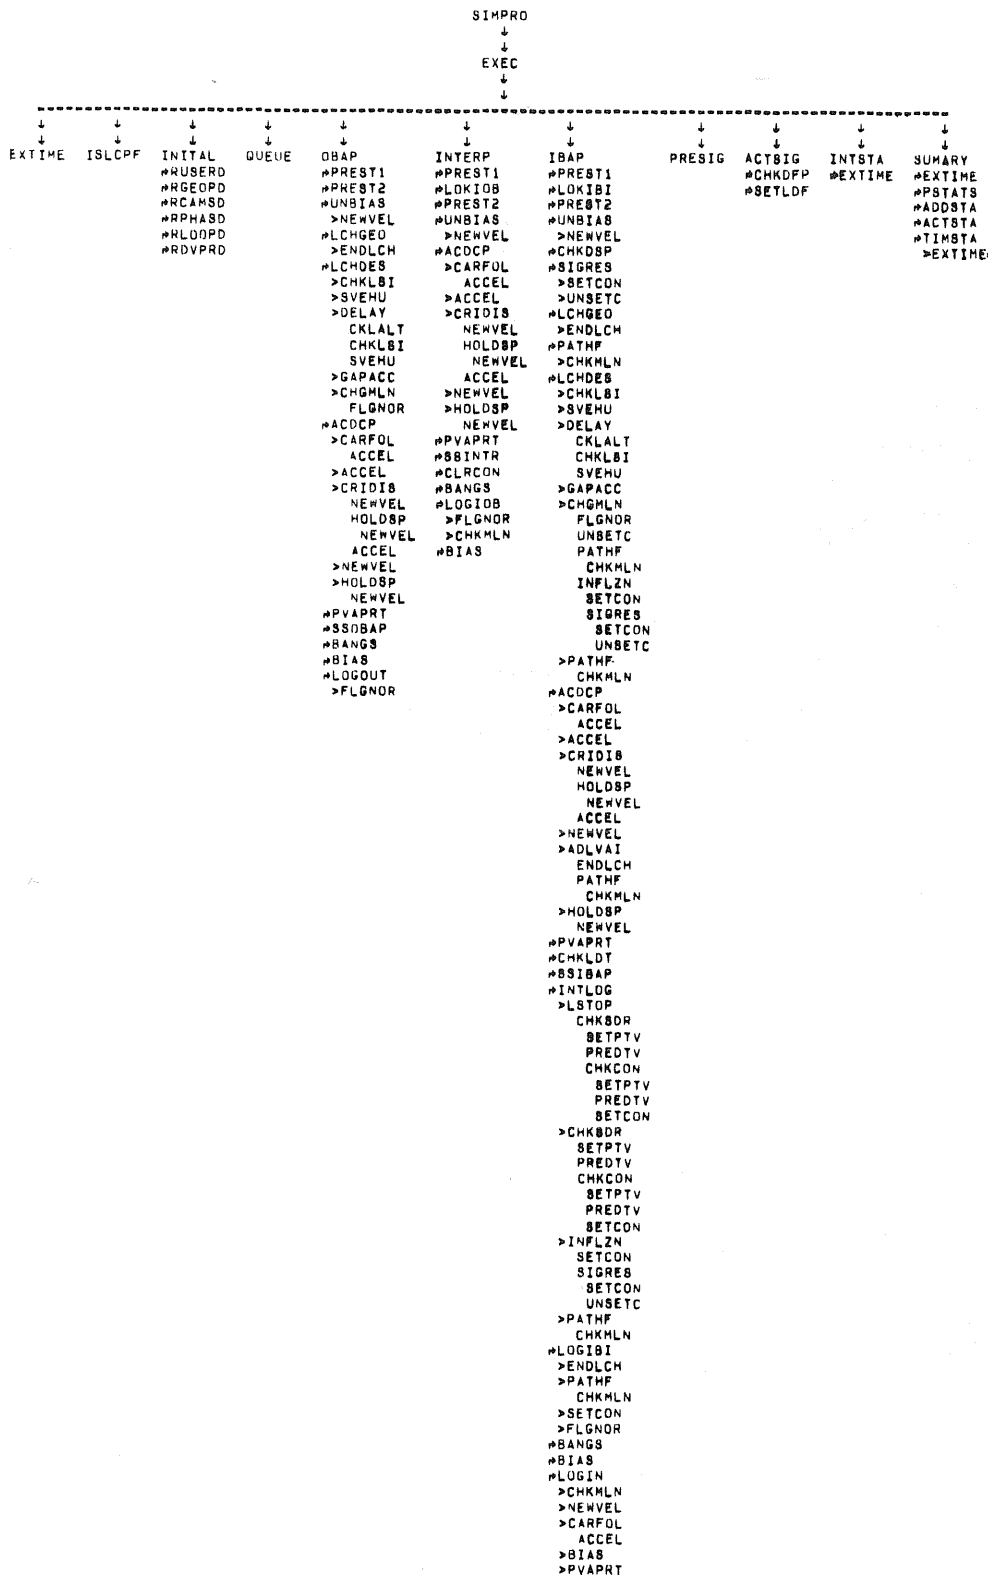 SIMPRO
EXEC
EXTIME
ISLCPF
INITAL
↱RUSERD
↱RGEOPD
↱RCAMSD
↱RPHASD
↱RLOOPD
↱RDVPRD
QUEUE
OBAP
↱PREST1
↱PREST2
↱UNBIAS
>NEWVEL
↱LCHGEO
>ENDLCH
↱LCHDES
>CHKLSI
>SVEHU
>DELAY
CKLALT
CHKLSI
SVEHU
>GAPACC
>CHGMLN
FLGNOR
↱ACDCP
>CARFOL
ACCEL
>ACCEL
>CRIDIS
NEWVEL
HOLDSP
NEWVEL
ACCEL
>NEWVEL
>HOLDSP
NEWVEL
↱PVAPRT
↱SSOBAP
↱BANGS
↱BIAS
↱LOGOUT
>FLGNOR
INTERP
↱PREST1
↱LOKIOB
↱PREST2
↱UNBIAS
>NEWVEL
↱ACDCP
>CARFOL
ACCEL
>ACCEL
>CRIDIS
NEWVEL
HOLDSP
NEWVEL
ACCEL
>NEWVEL
>HOLDSP
NEWVEL
↱PVAPRT
↱SSINTR
↱CLRCON
↱BANGS
↱LOGIOB
>FLGNOR
>CHKMLN
↱BIAS
IBAP
↱PREST1
↱LOKIBI
↱PREST2
↱UNBIAS
>NEWVEL
↱CHKDSP
↱SIGRES
>SETCON
>UNSETC
↱LCHGEO
>ENDLCH
↱PATHF
>CHKMLN
↱LCHDES
>CHKLSI
>SVEHU
>DELAY
CKLALT
CHKLSI
SVEHU
>GAPACC
>CHGMLN
FLGNOR
UNSETC
PATHF
CHKMLN
INFLZN
SETCON
SIGRES
SETCON
UNSETC
>PATHF
CHKMLN
↱ACDCP
>CARFOL
ACCEL
>ACCEL
>CRIDIS
NEWVEL
HOLDSP
NEWVEL
ACCEL
>NEWVEL
>ADLVAI
ENDLCH
PATHF
CHKMLN
>HOLDSP
NEWVEL
↱PVAPRT
↱CHKLDT
↱SSIBAP
↱INTLOG
>LSTOP
CHKSDR
SETPTV
PREDTV
CHKCON
SETPTV
PREDTV
SETCON
>CHKSDR
SETPTV
PREDTV
CHKCON
SETPTV
PREDTV
SETCON
>INFLZN
SETCON
SIGRES
SETCON
UNSETC
>PATHF
CHKMLN
↱LOGIBI
>ENDLCH
>PATHF
CHKMLN
>SETCON
>FLGNOR
↱BANGS
↱BIAS
↱LOGIN
>CHKMLN
>NEWVEL
>CARFOL
ACCEL
>BIAS
>PVAPRT
PRESIG
ACTSIG
↱CHKDFP
↱SETLDF
INTSTA
↱EXTIME
SUMARY
↱EXTIME
↱PSTATS
↱ADDSTA
↱ACTSTA
↱TIMSTA
>EXTIME